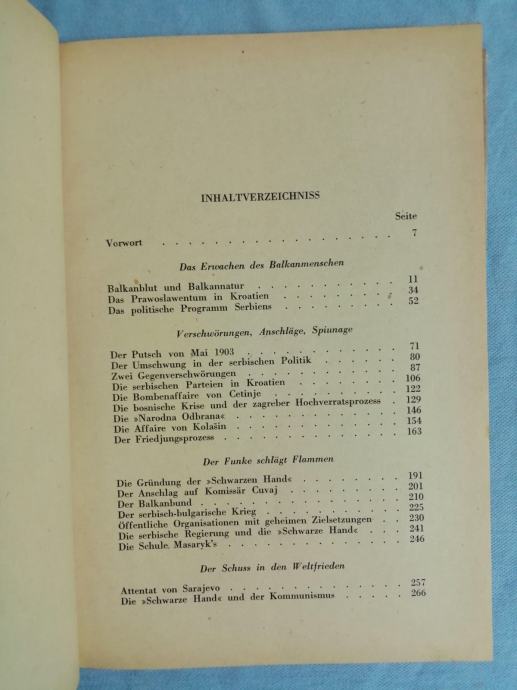 INHALTVERZEICHNISS
Seite
Vorwort . . . . . . . . . . . . . . . . . . 7
Das Erwachen des Balkanmenschen
Balkanblut und Balkannatur . . . . . . . . . . . 11
Das Prawoslawentum in Kroatien . . . . . . . . . 34
Das politische Programm Serbiens . . . . . . . . . 52
Verschwörungen, Anschläge, Spiunage
Der Putsch von Mai 1903 . . . . . . . . . . . . 71
Der Umschwung in der serbischen Politik . . . . . . 80
Zwei Gegenverschwörungen . . . . . . . . . . . 87
Die serbischen Parteien in Kroatien . . . . . . . . 106
Die Bombenaffaire von Cetinje . . . . . . . . . . 122
Die bosnische Krise und der zagreber Hochverratsprozess . 129
Die »Narodna Odbrana« . . . . . . . . . . . . 146
Die Affaire von Kolašin . . . . . . . . . . . . 154
Der Friedjungsprozess . . . . . . . . . . . . . 163
Der Funke schlägt Flammen
Die Gründung der »Schwarzen Hand« . . . . . . . . 191
Der Anschlag auf Komissär Cuvaj . . . . . . . . . 201
Der Balkanbund . . . . . . . . . . . . . . . 210
Der serbisch-bulgarische Krieg . . . . . . . . . . 225
Öffentliche Organisationen mit geheimen Zielsetzungen . . 230
Die serbische Regierung und die »Schwarze Hand« . . . 241
Die Schule Masaryk's . . . . . . . . . . . . . 246
Der Schuss in den Weltfrieden
Attentat von Sarajevo . . . . . . . . . . . . . 257
Die »Schwarze Hand« und der Kommunismus . . . . . 266